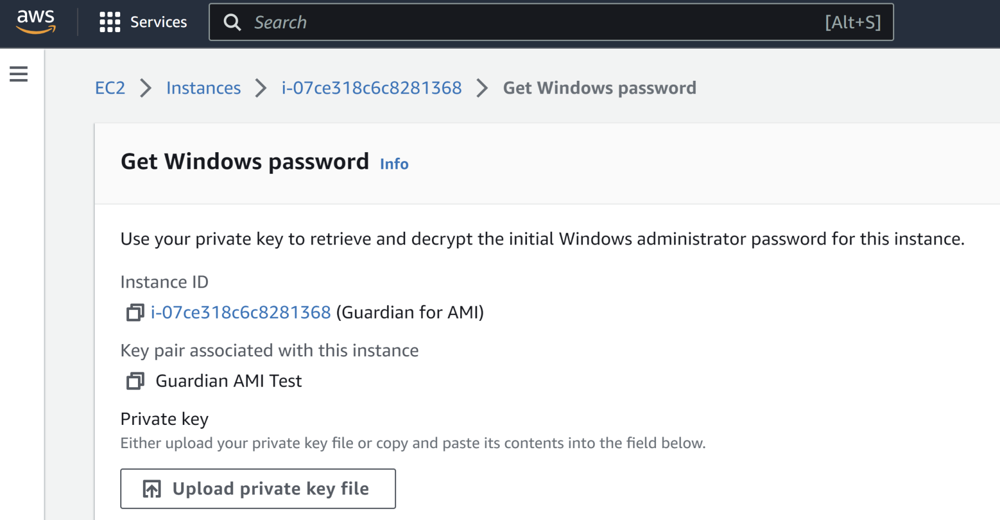 aws Services Search [Alt+S]
EC2 Instances i-07ce318c6c8281368 Get Windows password
Get Windows password Info
Use your private key to retrieve and decrypt the initial Windows administrator password for this instance.
Instance ID
i-07ce318c6c8281368 (Guardian for AMI)
Key pair associated with this instance
Guardian AMI Test
Private key
Either upload your private key file or copy and paste its contents into the field below.
Upload private key file